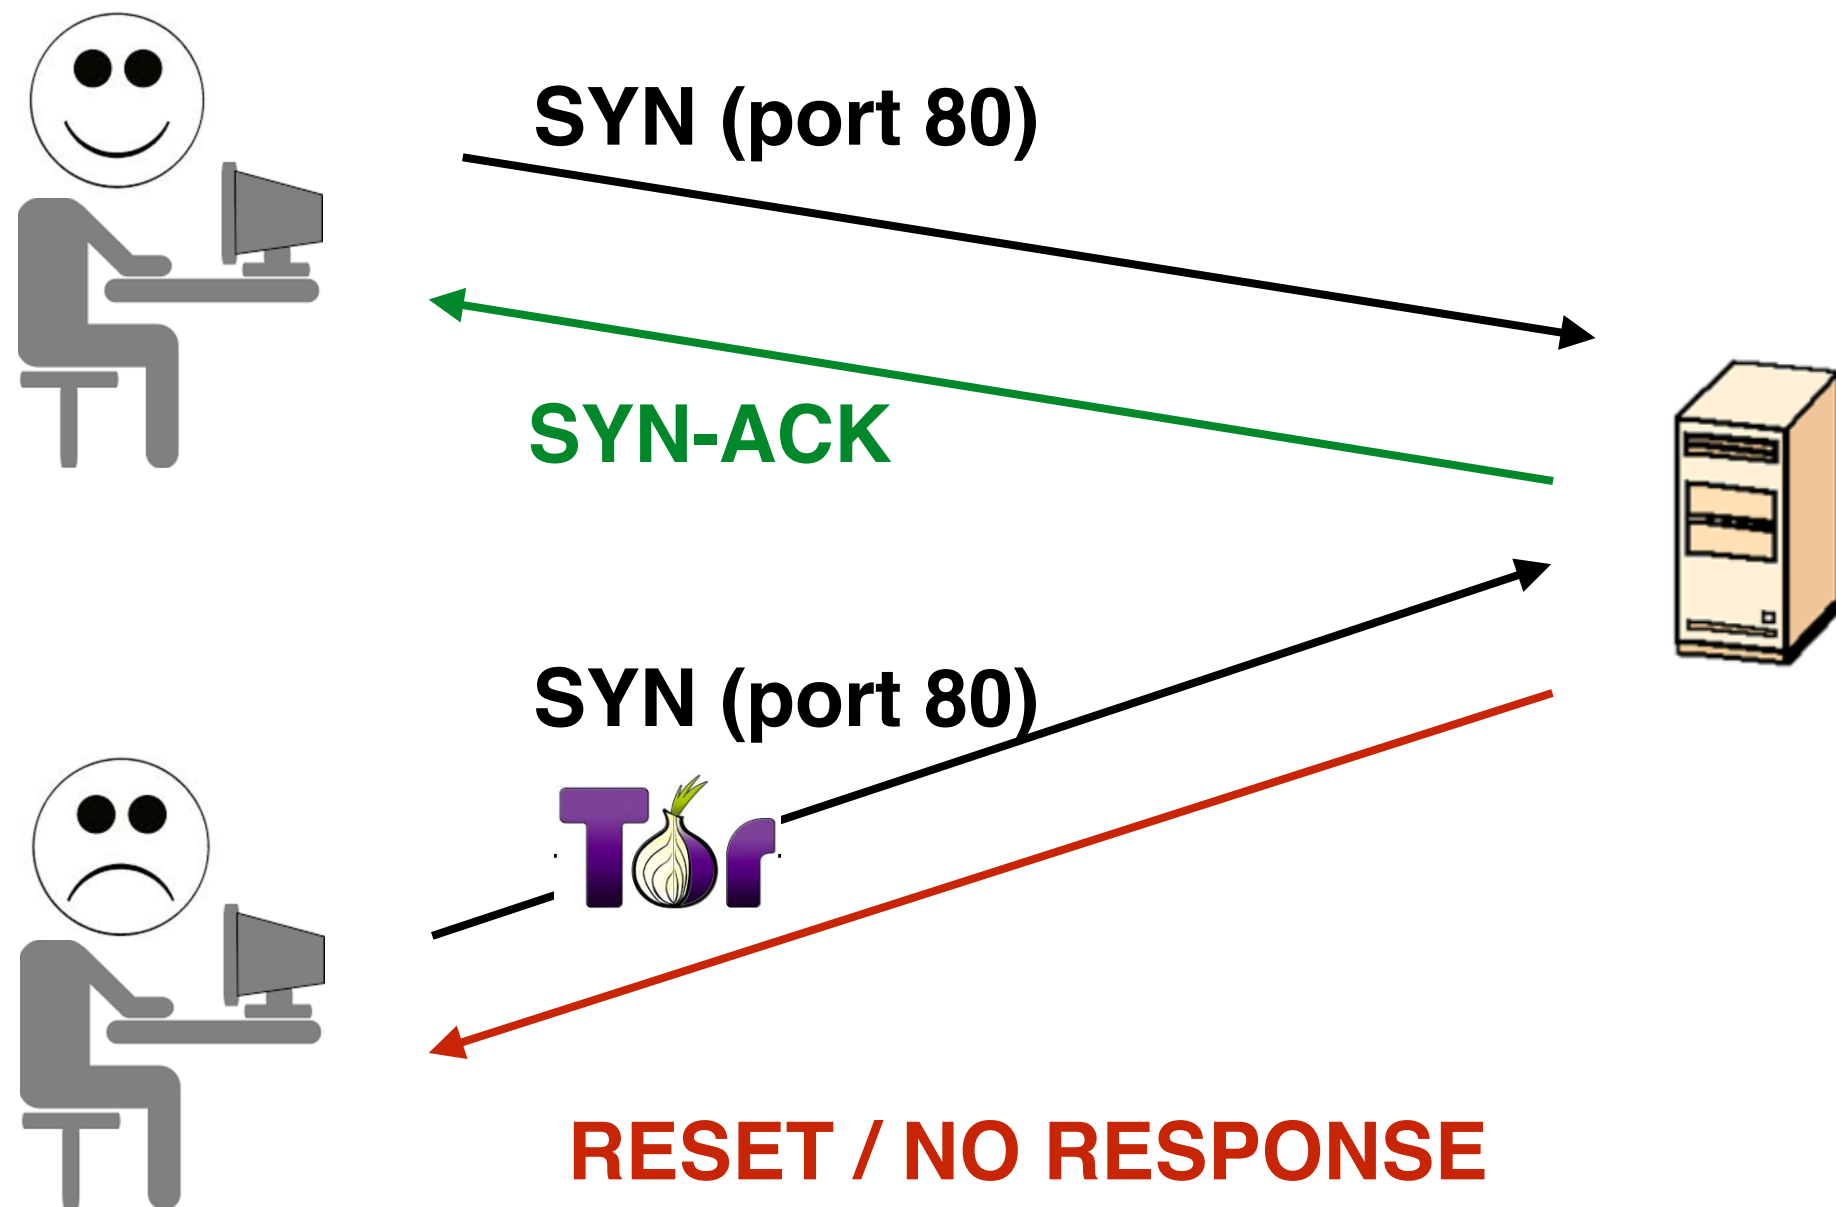 SYN (port 80)
SYN-ACK
SYN (port 80)
Tor
RESET / NO RESPONSE